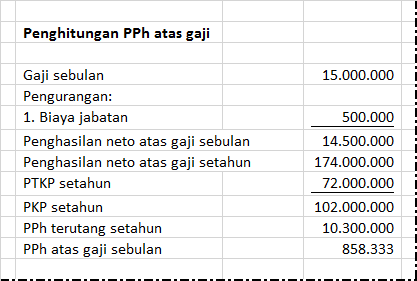 Penghitungan PPh atas gaji
Gaji sebulan 15.000.000
Pengurangan:
1. Biaya jabatan 500.000
Penghasilan neto atas gaji sebulan 14.500.000
Penghasilan neto atas gaji setahun 174.000.000
PTKP setahun 72.000.000
PKP setahun 102.000.000
PPh terutang setahun 10.300.000
PPh atas gaji sebulan 858.333